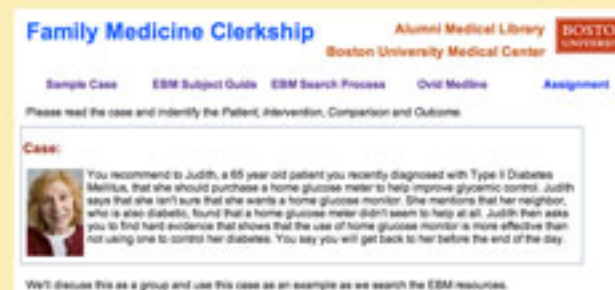 Family Medicine Clerkship
Alumni Medical Library
Boston University Medical Center
BOSTO
UNIVERSI
Sample Case EBM Subject Guide EBM Search Process Ovid Medline Assignment
Please read the case and indentify the Patient, Intervention, Comparison and Outcome.
Case:
You recommend to Judith, a 65 year old patient you recently diagnosed with Type II Diabetes
Mellitus, that she should purchase a home glucose meter to help improve glycemic control. Judith
says that she isn't sure that she wants a home glucose monitor. She mentions that her neighbor,
who is also diabetic, found that a home glucose meter didn't seem to help at all. Judith then asks
you to find hard evidence that shows that the use of home glucose monitor is more effective than
not using one to control her diabetes. You say you will get back to her before the end of the day.
We'll discuss this as a group and use this case as an example as we search the EBM resources.